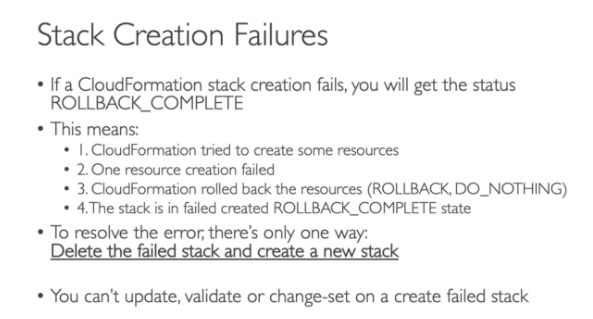 Stack Creation Failures
• If a CloudFormation stack creation fails, you will get the status
ROLLBACK_COMPLETE
• This means:
• 1. CloudFormation tried to create some resources
• 2. One resource creation failed
• 3. CloudFormation rolled back the resources (ROLLBACK, DO_NOTHING)
• 4. The stack is in failed created ROLLBACK_COMPLETE state
• To resolve the error, there's only one way:
Delete the failed stack and create a new stack
• You can't update, validate or change-set on a create failed stack